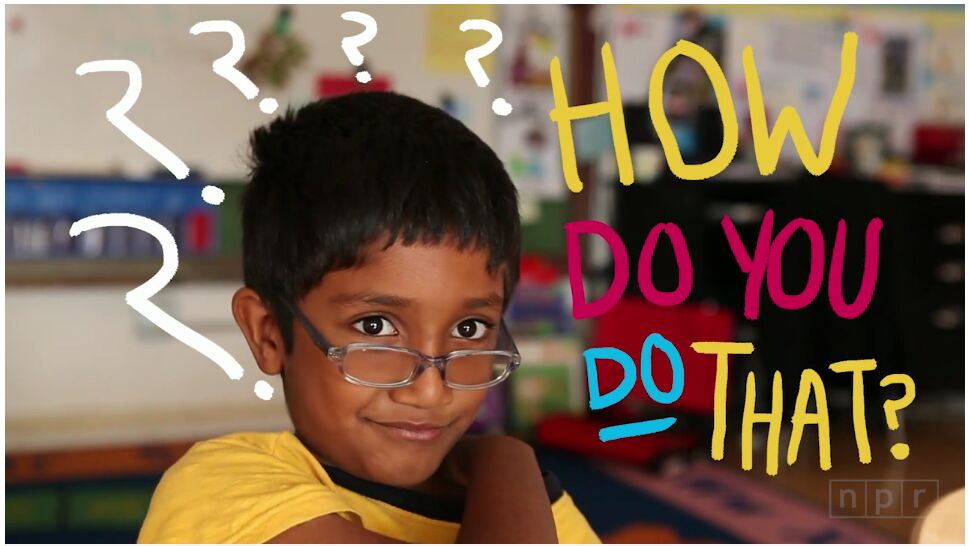 ? ? ? ?
?
HOW
DO YOU
DO THAT?
npr